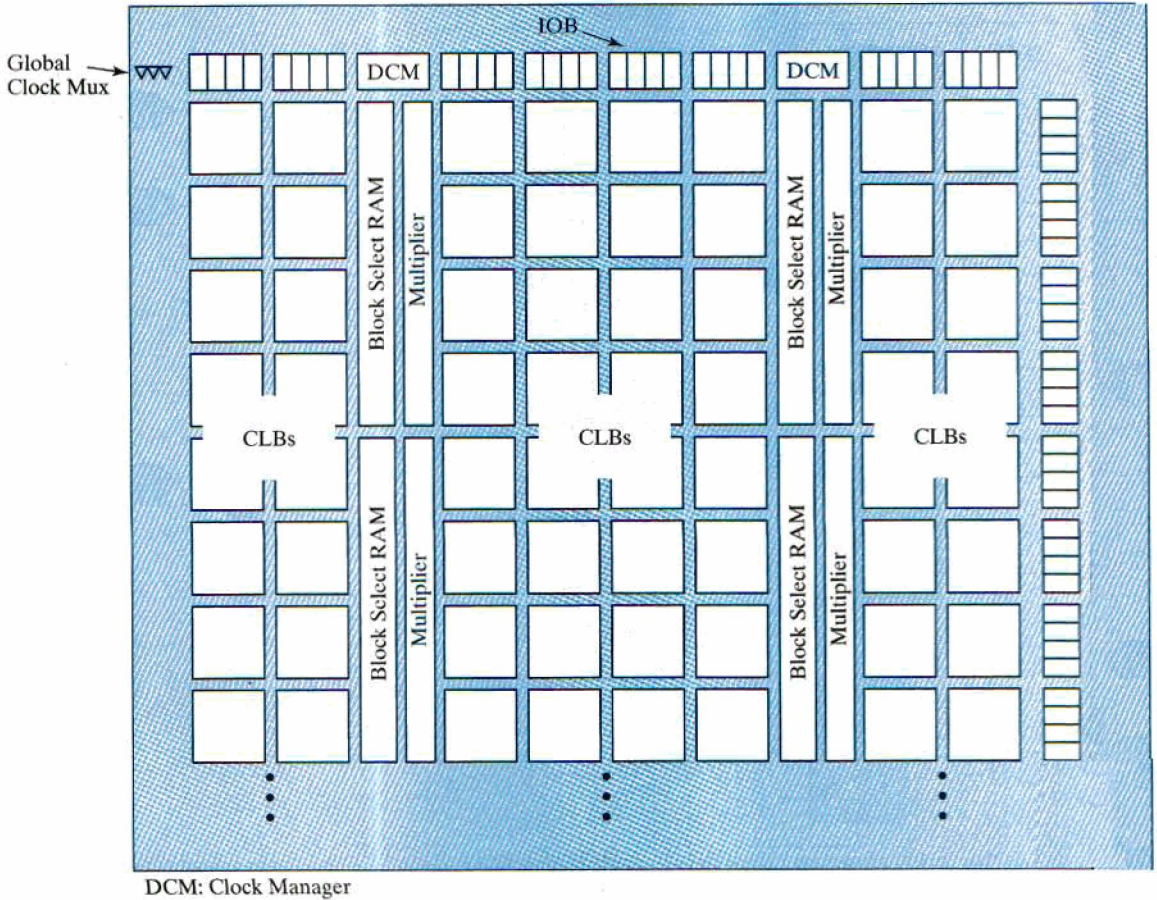 IOB
Global
Clock Mux
DCM
DCM
Block Select RAM
Multiplier
Block Select RAM
Multiplier
CLBs
CLBs
CLBs
Block Select RAM
Multiplier
Block Select RAM
Multiplier
DCM: Clock Manager